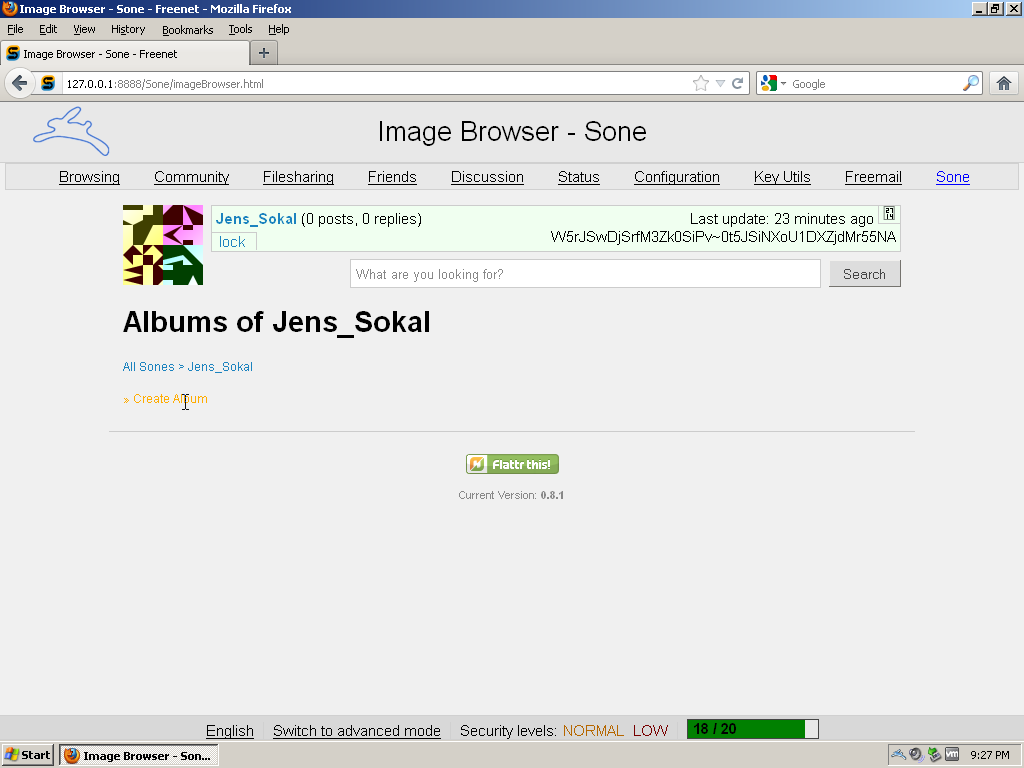 Image Browser - Sone - Freenet - Mozilla Firefox
File Edit View History Bookmarks Tools Help
Image Browser - Sone - Freenet
127.0.0.1:8888/Sone/imageBrowser.html
Google
Image Browser - Sone
Browsing Community Filesharing Friends Discussion Status Configuration Key Utils Freemail Sone
Jens_Sokal (0 posts, 0 replies) Last update: 23 minutes ago
lock W5rJSwDjSrfM3Zk0SiPv~0t5JSiNXoU1DXZjdMr55NA
What are you looking for? Search
Albums of Jens_Sokal
All Sones > Jens_Sokal
» Create Album
Flattr this!
Current Version: 0.8.1
English Switch to advanced mode Security levels: NORMAL LOW 18 / 20
Start Image Browser - Son... 9:27 PM